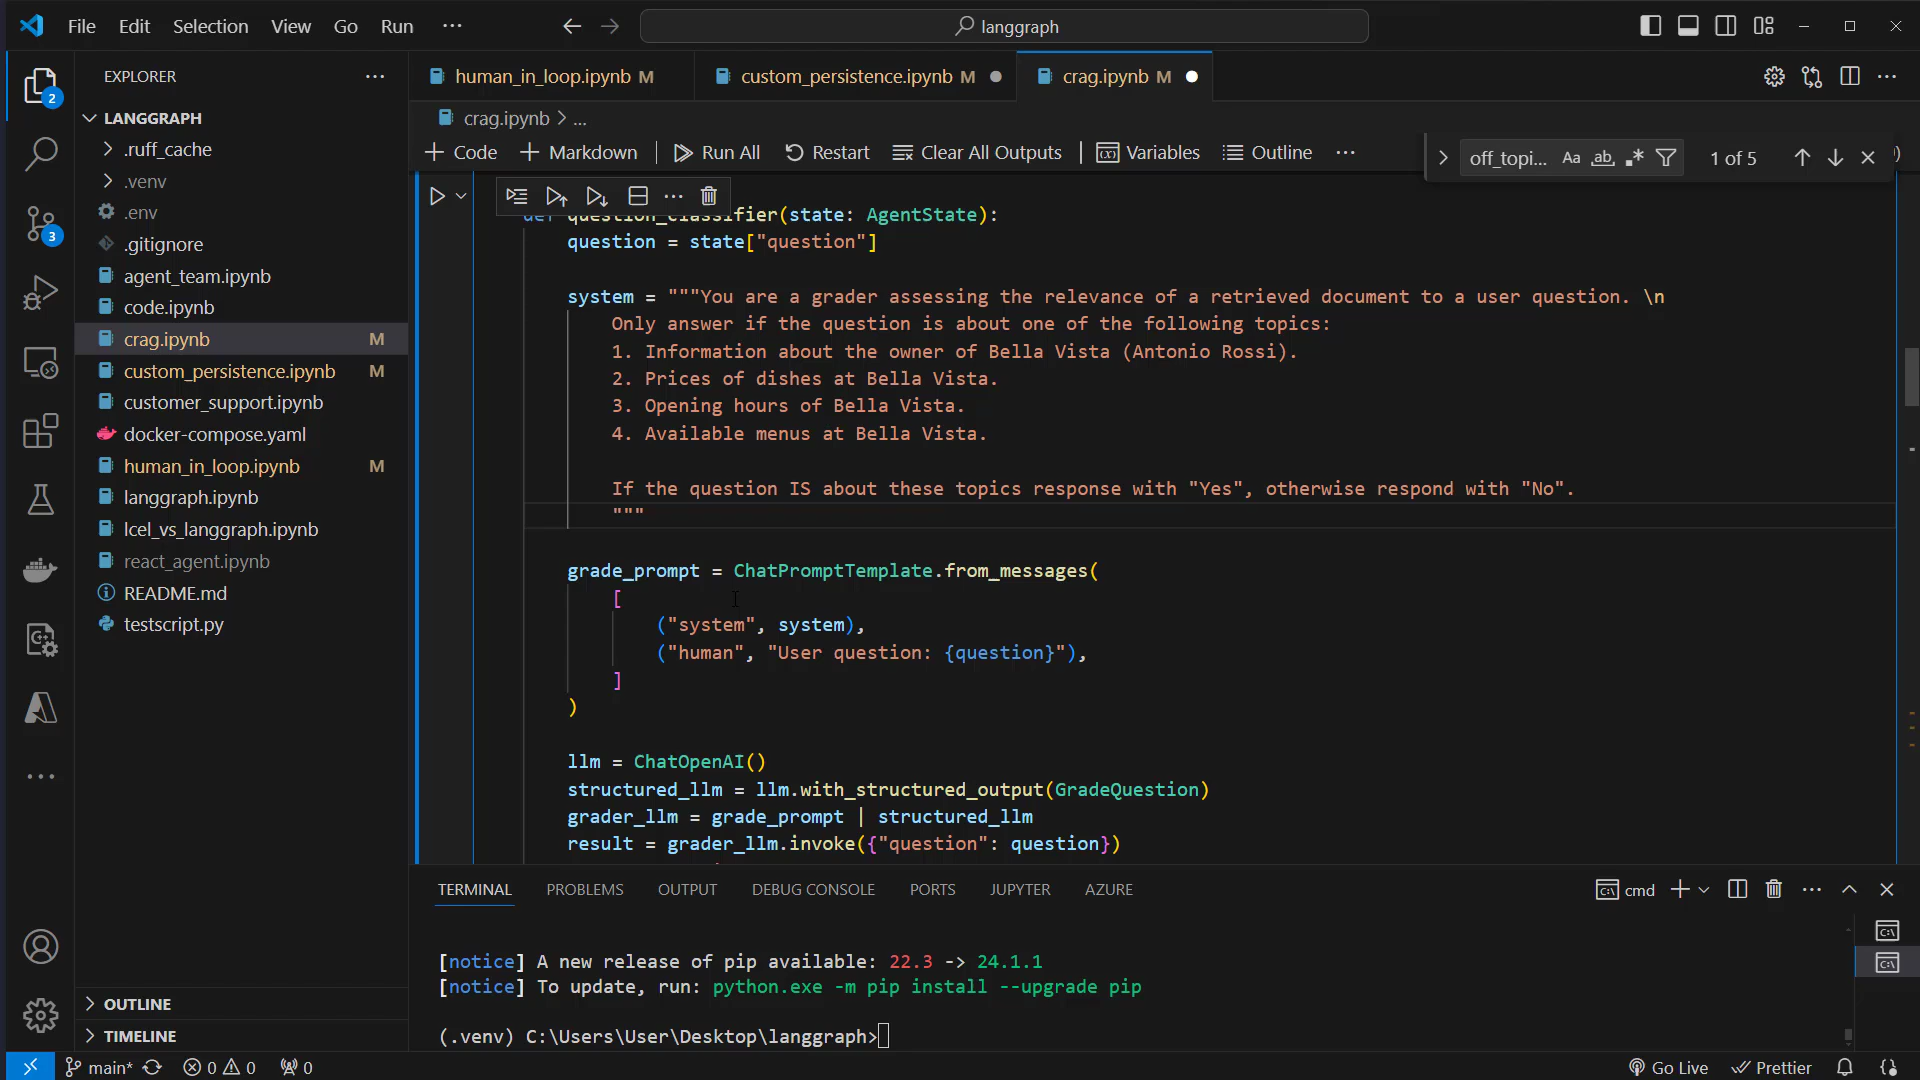 File Edit Selection View Go Run ··· langgraph
EXPLORER ···
LANGGRAPH
.ruff_cache
.venv
.env
.gitignore
agent_team.ipynb
code.ipynb
crag.ipynb M
custom_persistence.ipynb M
customer_support.ipynb
docker-compose.yaml
human_in_loop.ipynb M
langgraph.ipynb
lcel_vs_langgraph.ipynb
react_agent.ipynb
README.md
testscript.py
OUTLINE
TIMELINE
2
3
human_in_loop.ipynb M custom_persistence.ipynb M crag.ipynb M
crag.ipynb > ...
+ Code + Markdown Run All Restart Clear All Outputs Variables Outline ···
off_topi... Aa ab 1 of 5
def question_classifier(state: AgentState):
question = state["question"]
system = """You are a grader assessing the relevance of a retrieved document to a user question. \n
Only answer if the question is about one of the following topics:
1. Information about the owner of Bella Vista (Antonio Rossi).
2. Prices of dishes at Bella Vista.
3. Opening hours of Bella Vista.
4. Available menus at Bella Vista.
If the question IS about these topics response with "Yes", otherwise respond with "No".
"""
grade_prompt = ChatPromptTemplate.from_messages(
[
("system", system),
("human", "User question: {question}"),
]
)
llm = ChatOpenAI()
structured_llm = llm.with_structured_output(GradeQuestion)
grader_llm = grade_prompt | structured_llm
result = grader_llm.invoke({"question": question})
TERMINAL PROBLEMS OUTPUT DEBUG CONSOLE PORTS JUPYTER AZURE cmd
[notice] A new release of pip available: 22.3 -> 24.1.1
[notice] To update, run: python.exe -m pip install --upgrade pip
(.venv) C:\Users\User\Desktop\langgraph>
main* 0 0 0 Go Live Prettier